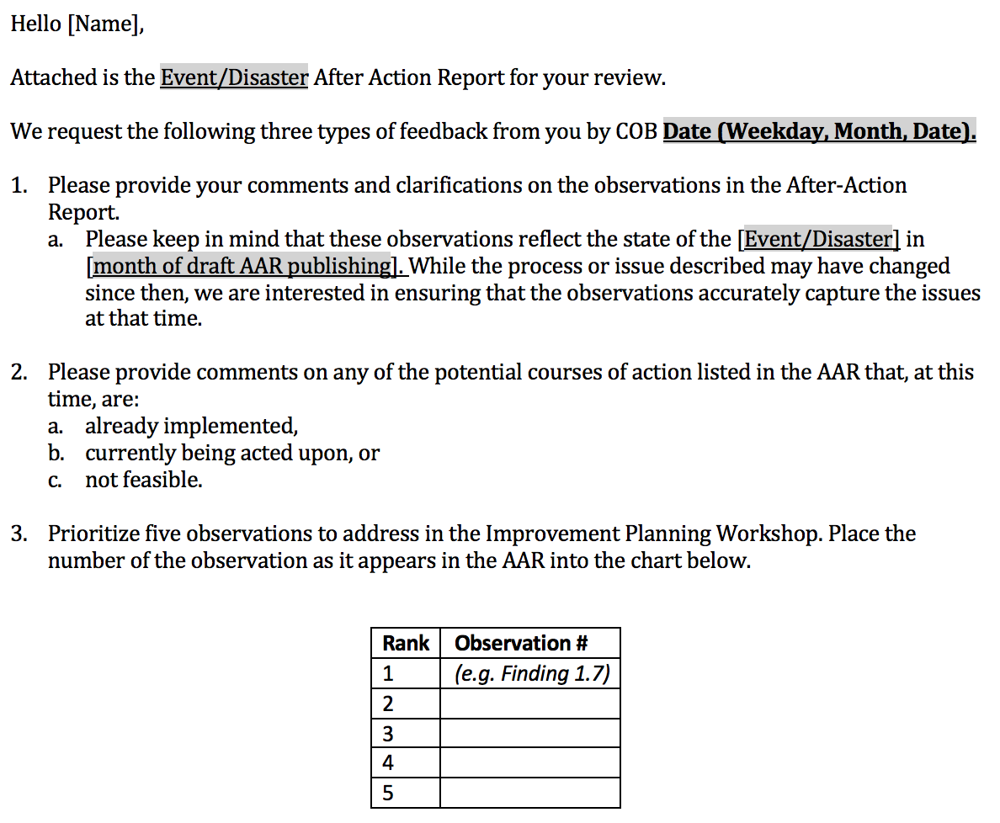 Hello [Name],
Attached is the Event/Disaster After Action Report for your review.
We request the following three types of feedback from you by COB Date (Weekday, Month, Date).
1. Please provide your comments and clarifications on the observations in the After-Action
Report.
a. Please keep in mind that these observations reflect the state of the [Event/Disaster] in
[month of draft AAR publishing]. While the process or issue described may have changed
since then, we are interested in ensuring that the observations accurately capture the issues
at that time.
2. Please provide comments on any of the potential courses of action listed in the AAR that, at this
time, are:
a. already implemented,
b. currently being acted upon, or
c. not feasible.
3. Prioritize five observations to address in the Improvement Planning Workshop. Place the
number of the observation as it appears in the AAR into the chart below.
Rank Observation #
1 (e.g. Finding 1.7)
2
3
4
5